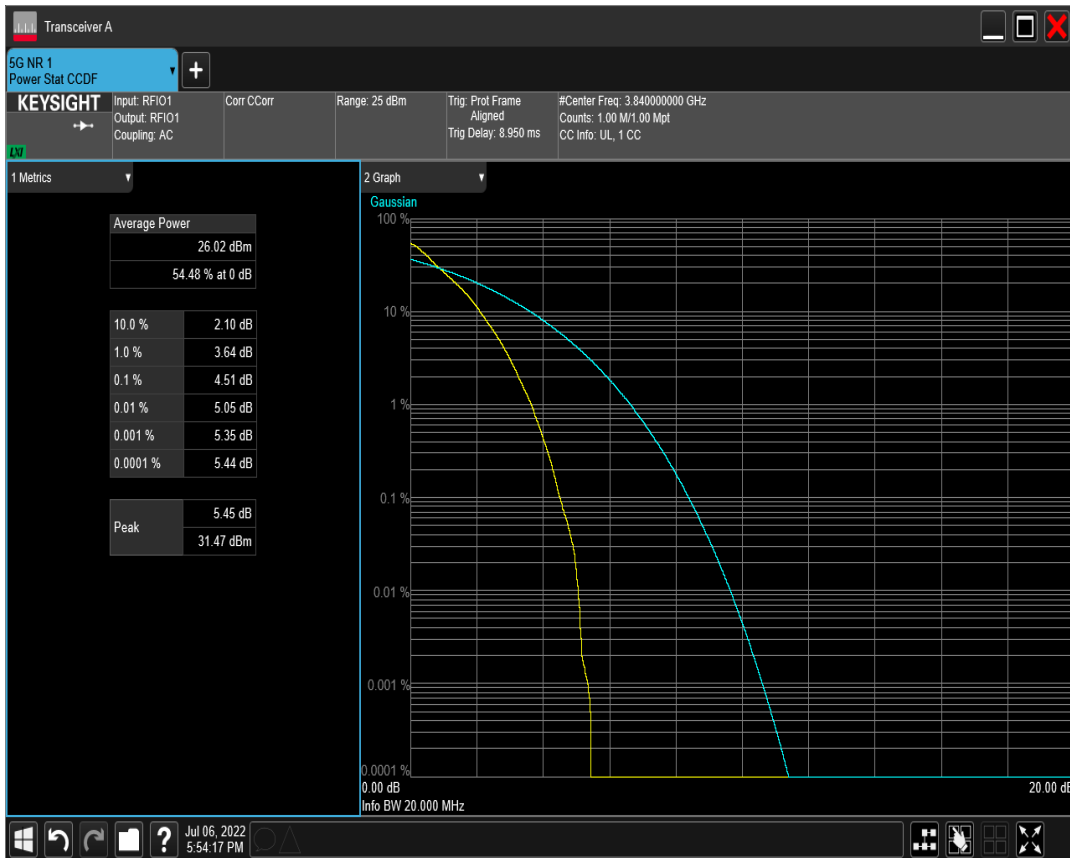 Transceiver A
5G NR 1
Power Stat CCDF
KEYSIGHT
LXI
Input: RFIO1
Output: RFIO1
Coupling: AC
Corr CCorr
Range: 25 dBm
Trig: Prot Frame
Aligned
Trig Delay: 8.950 ms
#Center Freq: 3.840000000 GHz
Counts: 1.00 M/1.00 Mpt
CC Info: UL, 1 CC
1 Metrics
Average Power
26.02 dBm
54.48 % at 0 dB
10.0 % 2.10 dB
1.0 % 3.64 dB
0.1 % 4.51 dB
0.01 % 5.05 dB
0.001 % 5.35 dB
0.0001 % 5.44 dB
Peak
5.45 dB
31.47 dBm
2 Graph
Gaussian
100 %
10 %
1 %
0.1 %
0.01 %
0.001 %
0.0001 %
0.00 dB 20.00 dB
Info BW 20.000 MHz
Jul 06, 2022
5:54:17 PM